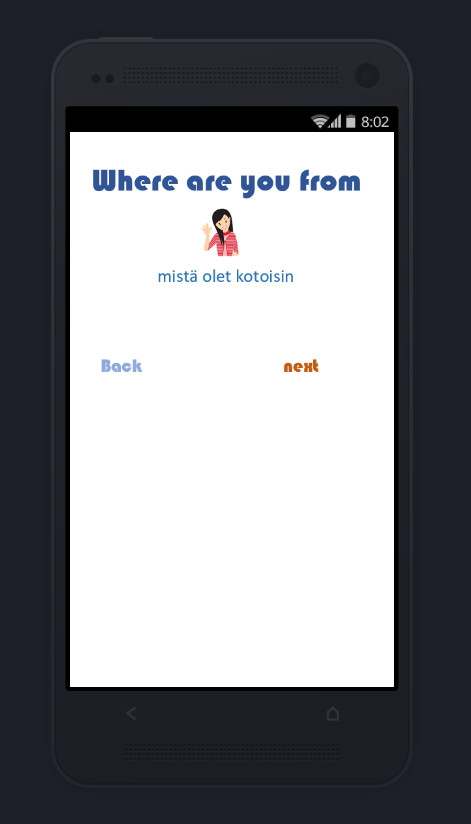 8:02
Where are you from
mistä olet kotoisin
Back next